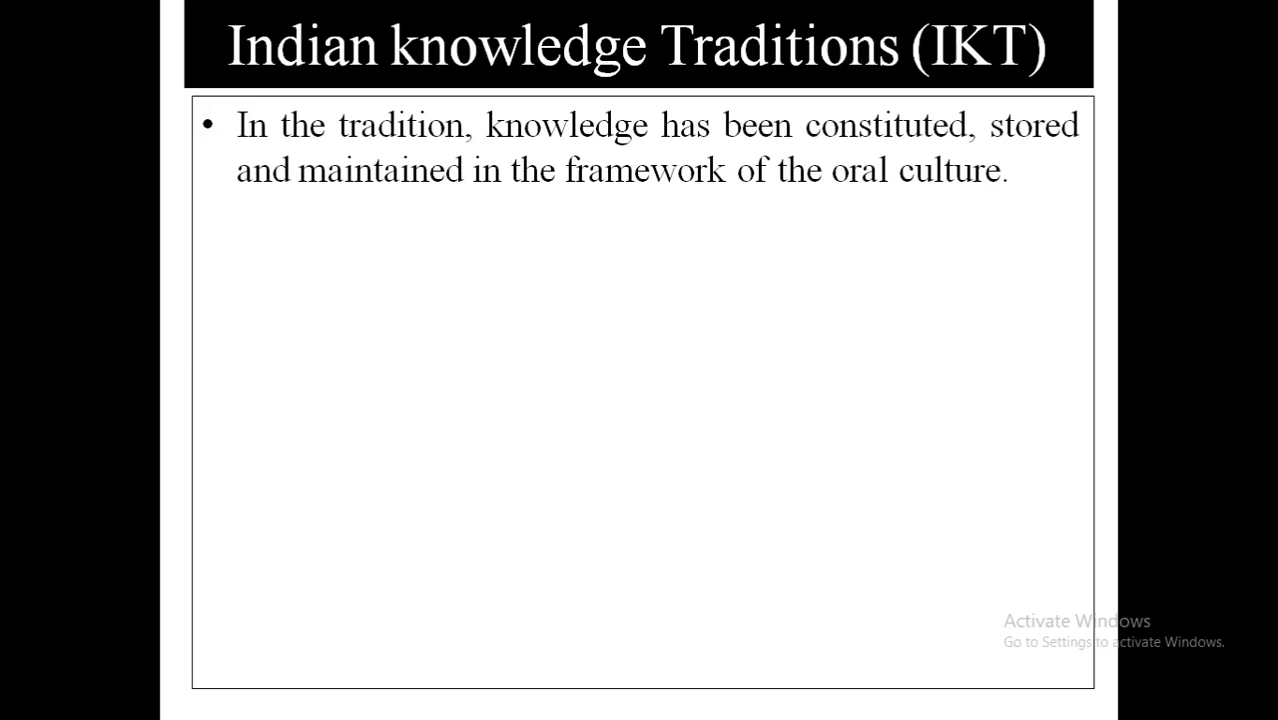 Indian knowledge Traditions (IKT)
• In the tradition, knowledge has been constituted, stored
and maintained in the framework of the oral culture.
Activate Windows
Go to Settings to activate Windows.